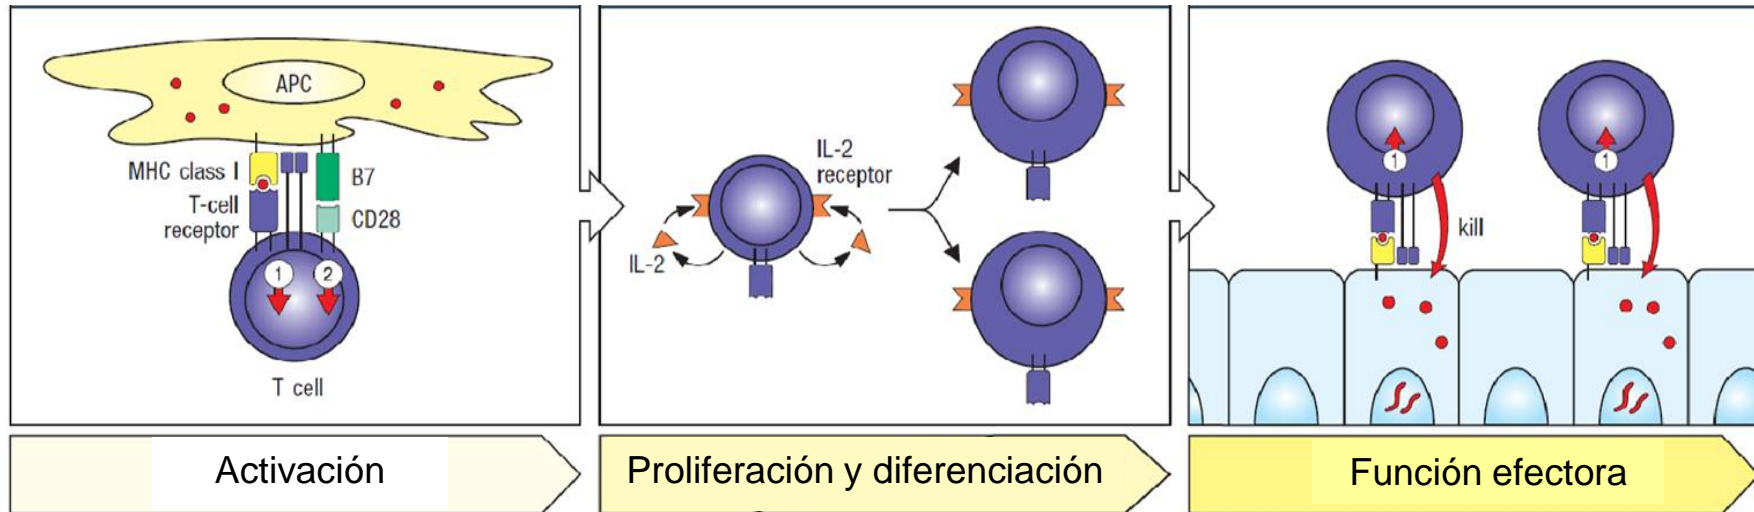 APC
MHC class I
T-cell
receptor
B7
CD28
1
2
T cell
IL-2
receptor
IL-2
1
1
kill
Activación
Proliferación y diferenciación
Función efectora